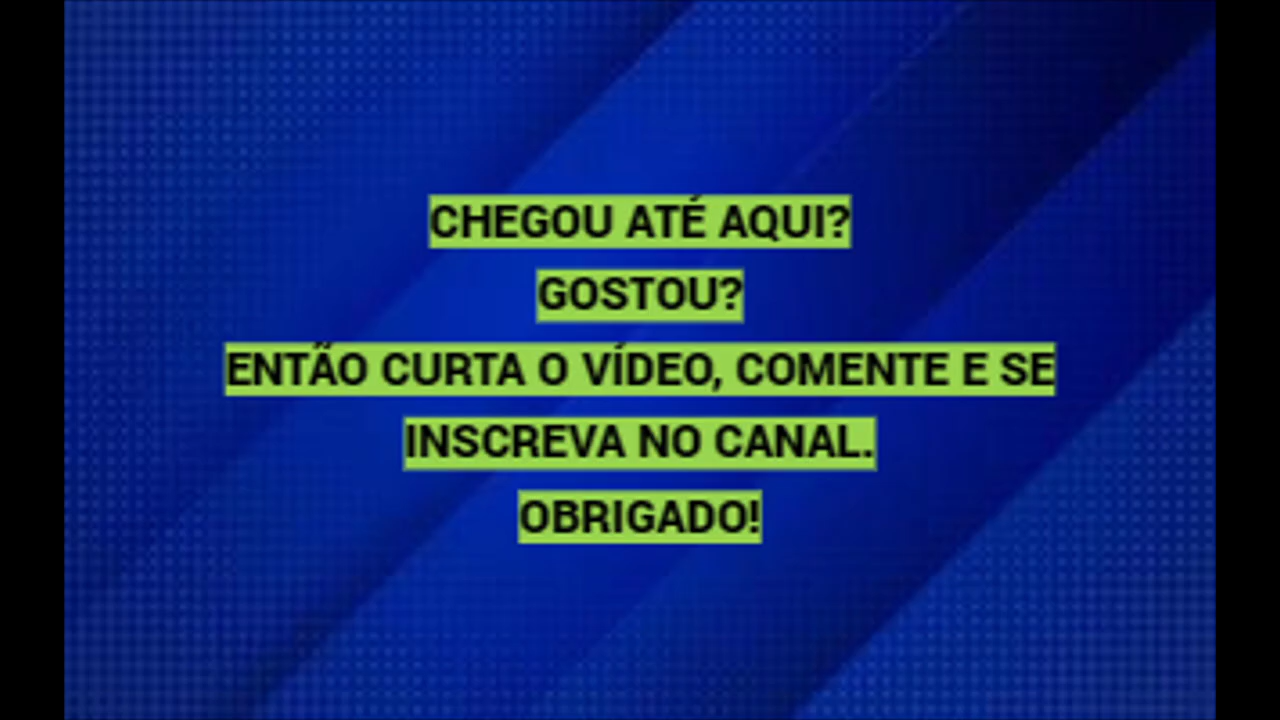 CHEGOU ATÉ AQUI?
GOSTOU?
ENTÃO CURTA O VÍDEO, COMENTE E SE
INSCREVA NO CANAL.
OBRIGADO!